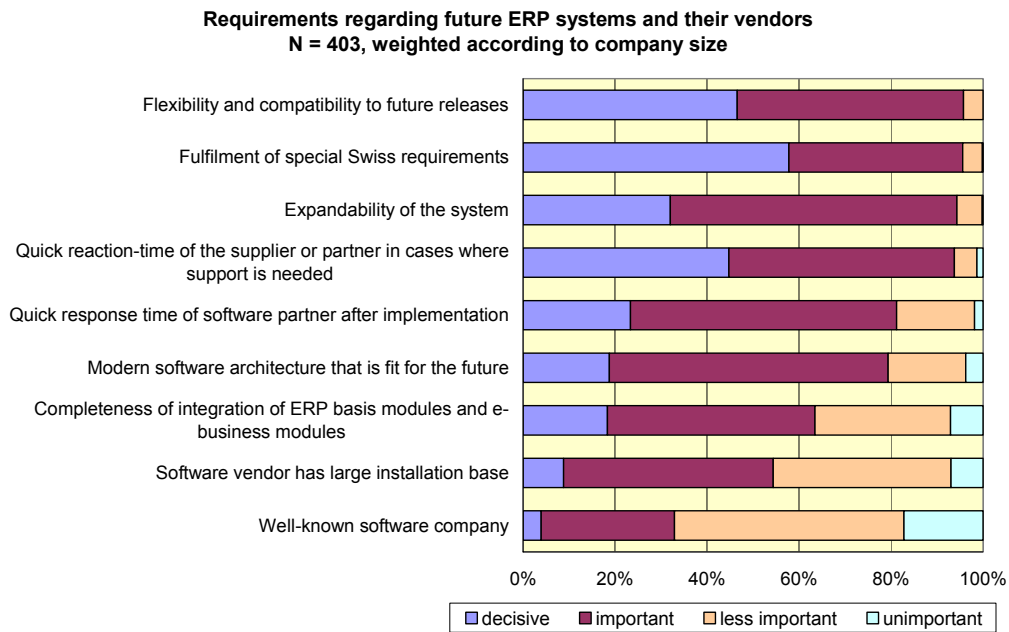 Requirements regarding future ERP systems and their vendors
N = 403, weighted according to company size
Flexibility and compatibility to future releases
Fulfilment of special Swiss requirements
Expandability of the system
Quick reaction-time of the supplier or partner in cases where
support is needed
Quick response time of software partner after implementation
Modern software architecture that is fit for the future
Completeness of integration of ERP basis modules and e-
business modules
Software vendor has large installation base
Well-known software company
0% 20% 40% 60% 80% 100%
decisive important less important unimportant